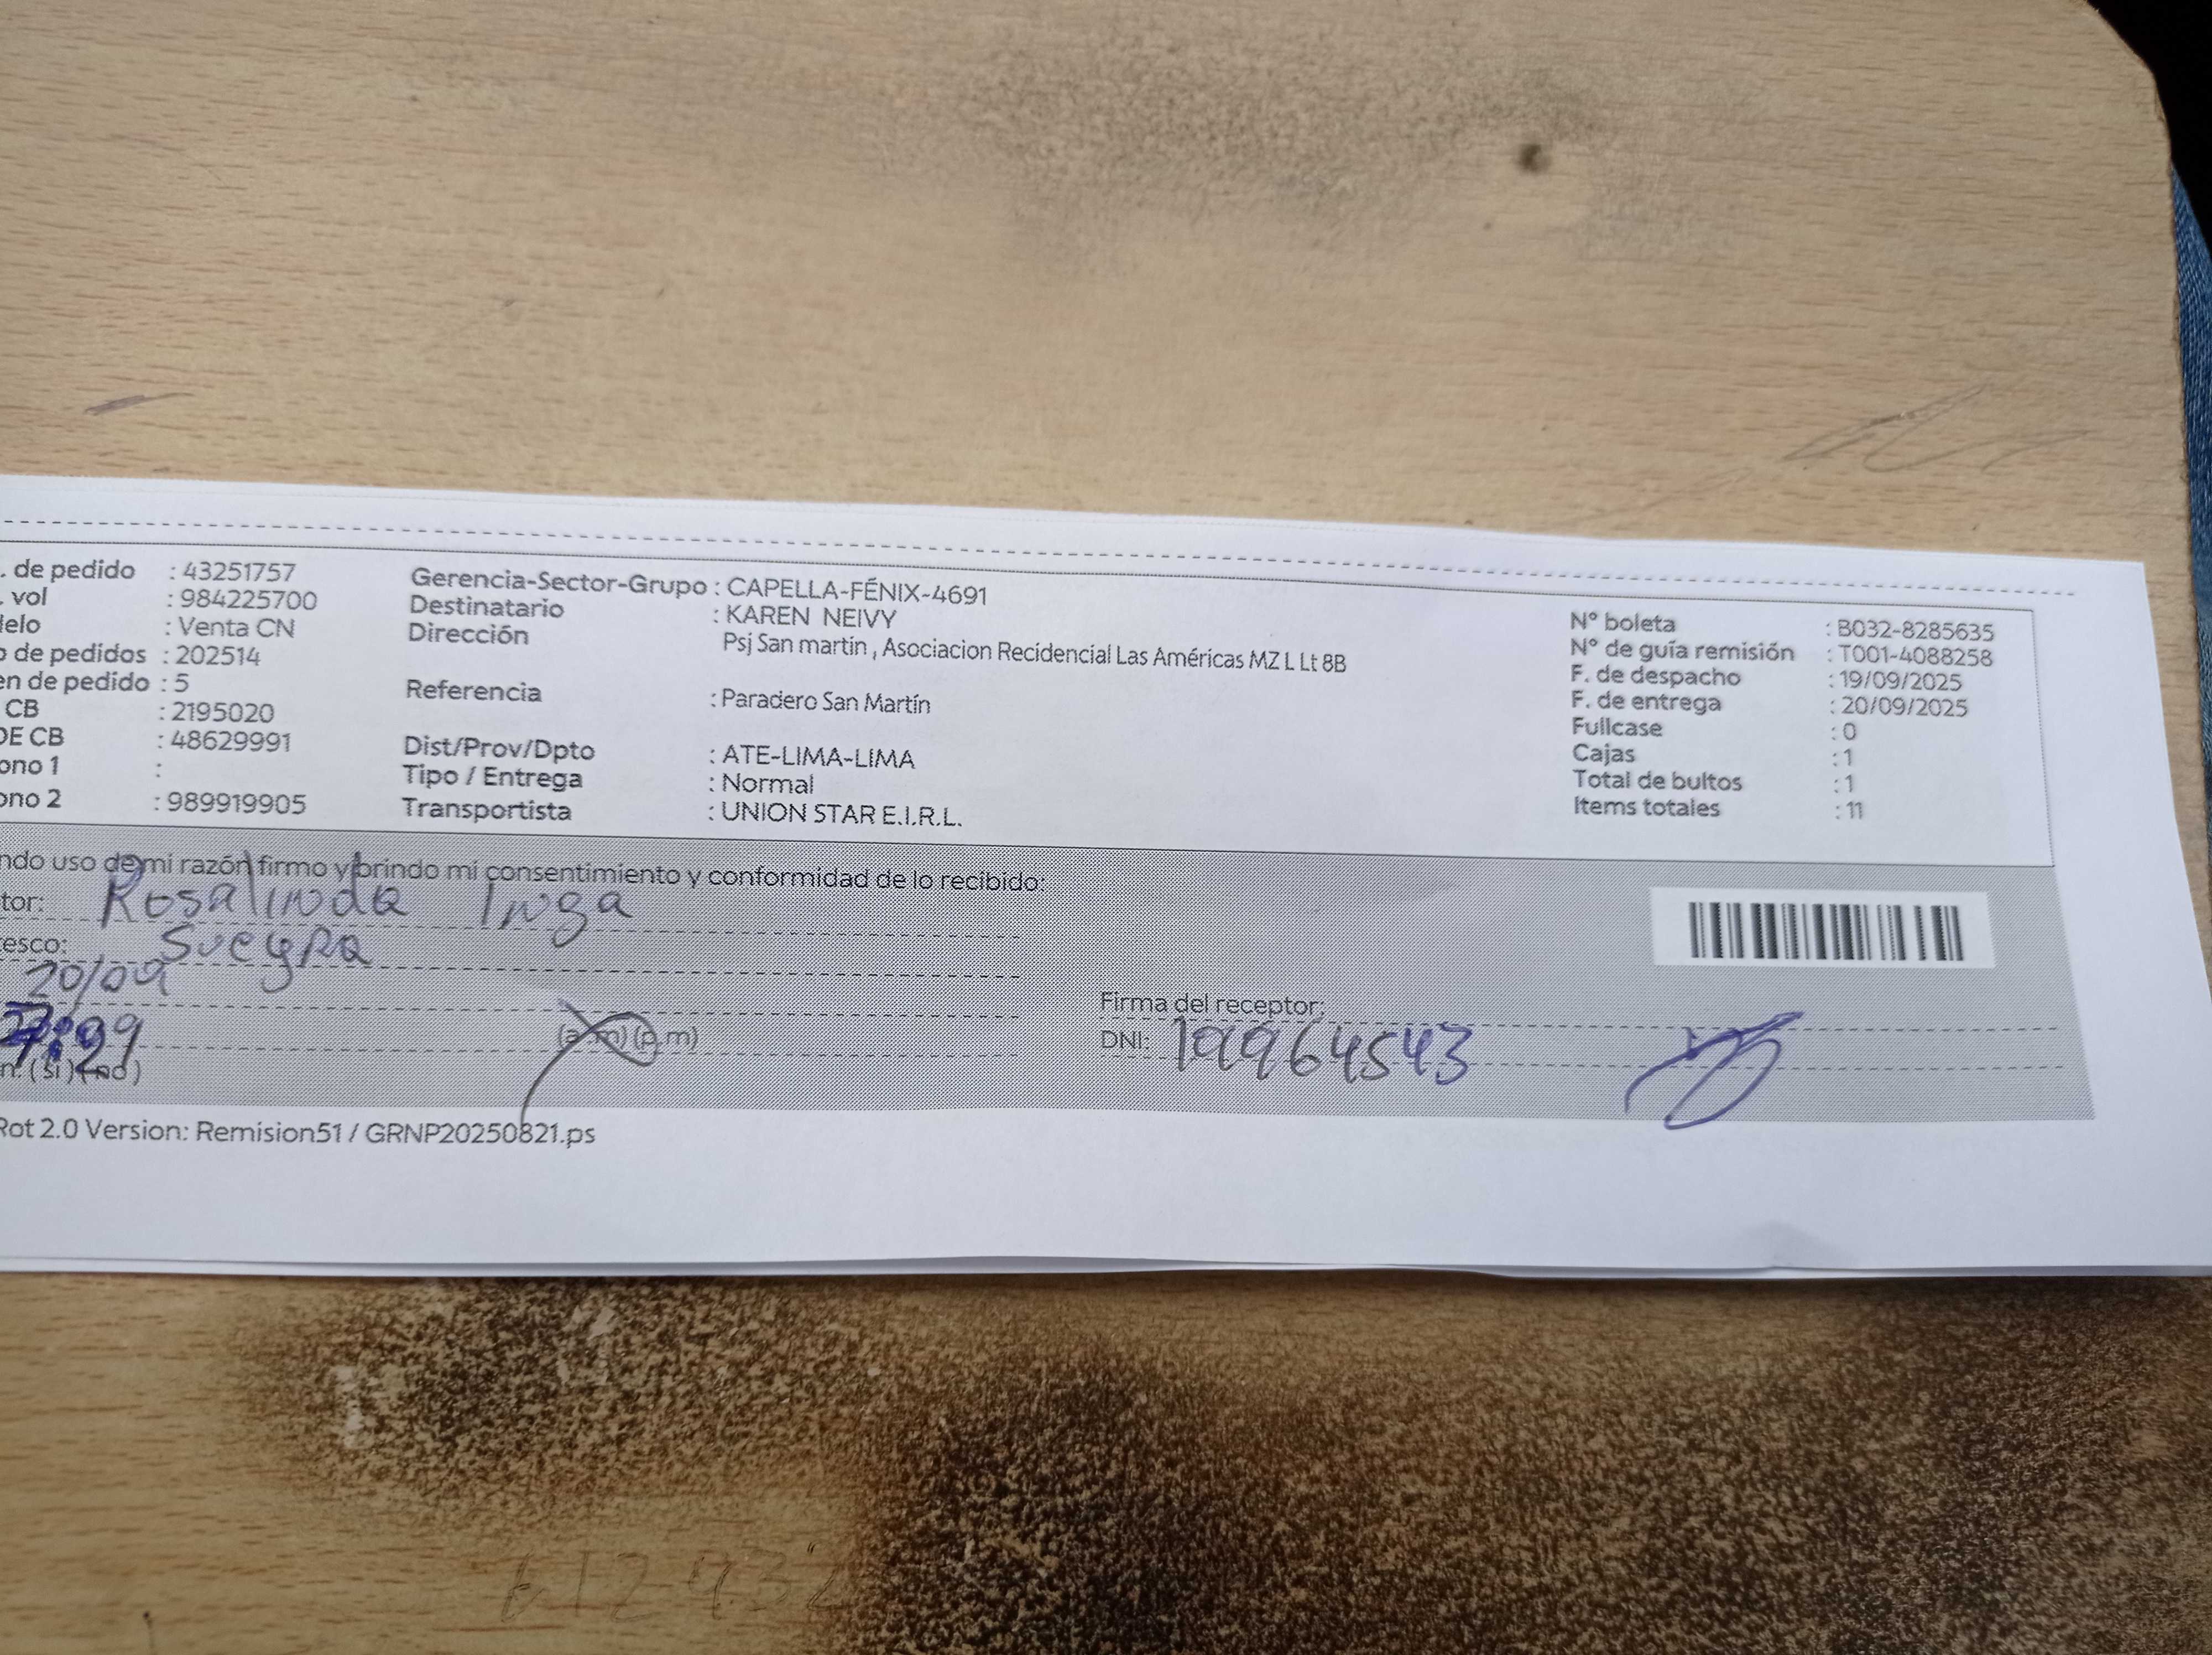 . de pedido : 43251757
. vol : 984225700
delo : Venta CN
o de pedidos : 202514
en de pedido : 5
CB : 2195020
DE CB : 48629991
ono 1 :
ono 2 : 989919905
Gerencia-Sector-Grupo : CAPELLA-FÉNIX-4691
Destinatario : KAREN NEIVY
Dirección Psj San martin , Asociacion Recidencial Las Américas MZ L Lt 8B
Referencia : Paradero San Martín
Dist/Prov/Dpto : ATE-LIMA-LIMA
Tipo / Entrega : Normal
Transportista : UNION STAR E.I.R.L.
N° boleta : B032-8285635
N° de guía remisión : T001-4088258
F. de despacho : 19/09/2025
F. de entrega : 20/09/2025
Fullcase : 0
Cajas : 1
Total de bultos : 1
Items totales : 11
ndo uso de mi razón firmo y brindo mi consentimiento y conformidad de lo recibido:
tor: Rosalinda Inga
esco: Suegra
20/09
(a.m) (p.m)
n. (si) (no)
Firma del receptor:
DNI: 19964543
Rot 2.0 Version: Remision51 / GRNP20250821.ps